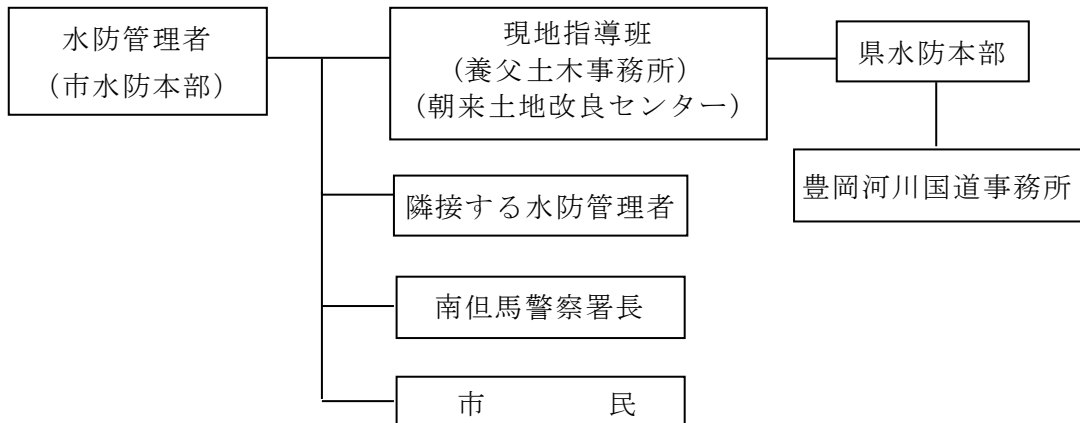 水防管理者
（市水防本部）
現地指導班
（養父土木事務所）
（朝来土地改良センター）
県水防本部
豊岡河川国道事務所
隣接する水防管理者
南但馬警察署長
市　　　　民